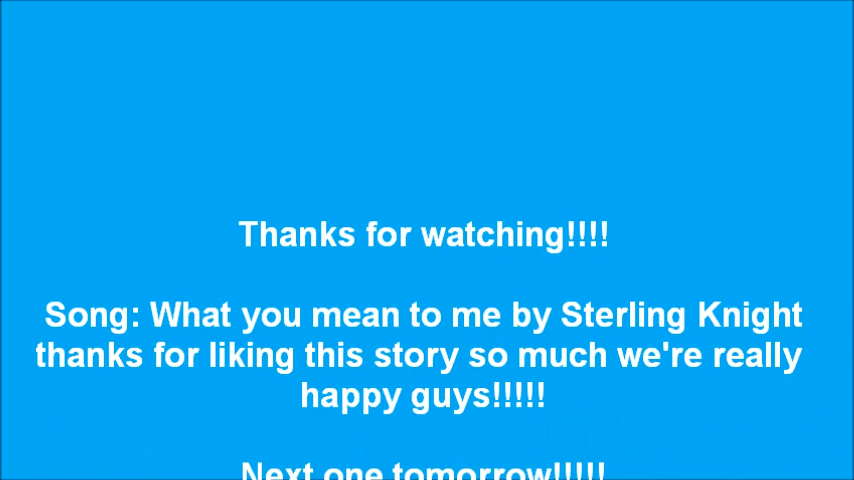 Thanks for watching!!!!
Song: What you mean to me by Sterling Knight
thanks for liking this story so much we're really
happy guys!!!!!
Next one tomorrow!!!!!